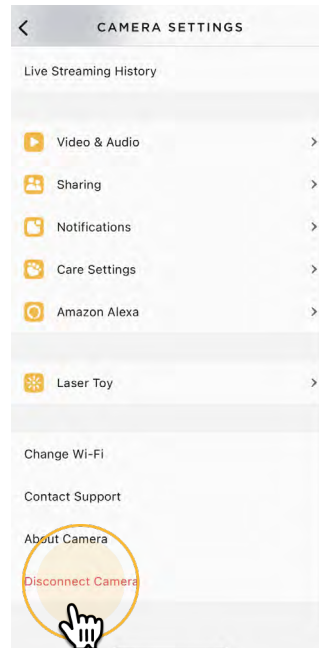 CAMERA SETTINGS
Live Streaming History
Video & Audio
Sharing
Notifications
Care Settings
Amazon Alexa
Laser Toy
Change Wi-Fi
Contact Support
About Camera
Disconnect Camera